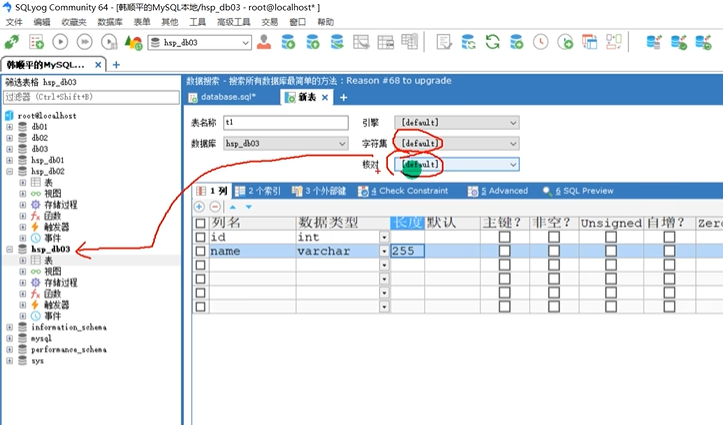 SQLyog Community 64 - [韩顺平的MySQL本地/hsp_db03 - root@localhost*]
文件 编辑 收藏夹 数据库 表单 其他 工具 高级工具 交易 窗口 帮助
hsp_db03
韩顺平的MySQL...
筛选表格 hsp_db03
过滤器 (Ctrl+Shift+B)
root@localhost
db01
db02
db03
hsp_db01
hsp_db02
表
视图
存储过程
函数
触发器
事件
hsp_db03
表
视图
存储过程
函数
触发器
事件
information_schema
mysql
performance_schema
sys
数据搜索 - 搜索所有数据库最简单的方法 : Reason #68 to upgrade
database.sql* 新表
表名称 t1 引擎 [default]
数据库 hsp_db03 字符集 [default]
核对 [default]
1 列 2 个索引 3 个外部键 4 Check Constraint 5 Advanced 6 SQL Preview
列名 数据类型 长度 默认 主键? 非空? Unsigned 自增? Zero
id int
name varchar 255